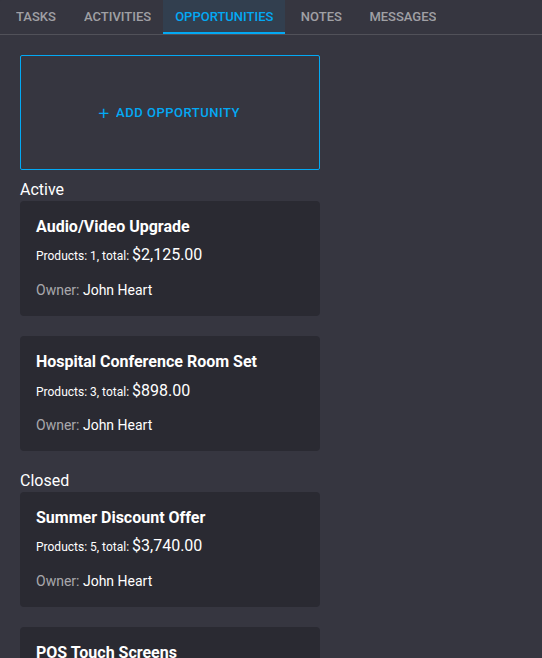 TASKS ACTIVITIES OPPORTUNITIES NOTES MESSAGES
+ ADD OPPORTUNITY
Active
Audio/Video Upgrade
Products: 1, total: $2,125.00
Owner: John Heart
Hospital Conference Room Set
Products: 3, total: $898.00
Owner: John Heart
Closed
Summer Discount Offer
Products: 5, total: $3,740.00
Owner: John Heart
POS Touch Screens